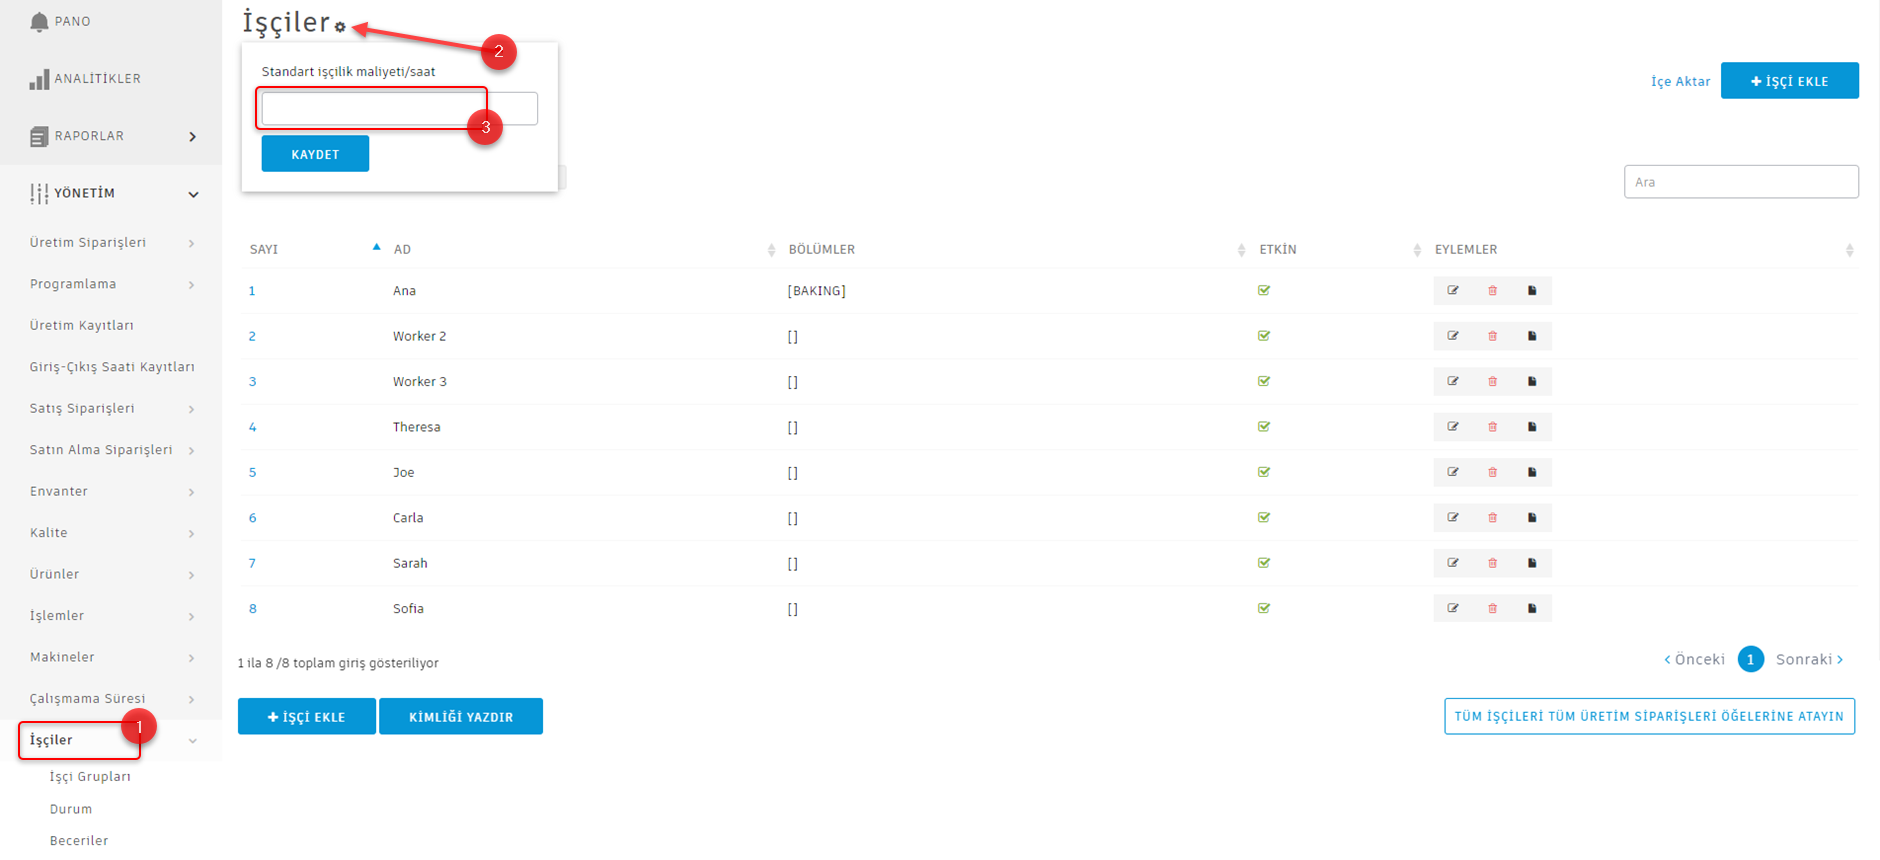 PANO
ANALİTİKLER
RAPORLAR
YÖNETİM
Üretim Siparişleri
Programlama
Üretim Kayıtları
Giriş-Çıkış Saati Kayıtları
Satış Siparişleri
Satın Alma Siparişleri
Envanter
Kalite
Ürünler
İşlemler
Makineler
Çalışmama Süresi
İşçiler
1
İşçi Grupları
Durum
Beceriler
İşçiler
2
Standart işçilik maliyeti/saat
3
KAYDET
İçe Aktar
+ İŞÇİ EKLE
Ara
SAYI AD BÖLÜMLER ETKİN EYLEMLER
1 Ana [BAKING]
2 Worker 2 []
3 Worker 3 []
4 Theresa []
5 Joe []
6 Carla []
7 Sarah []
8 Sofia []
1 ila 8 /8 toplam giriş gösteriliyor
< Önceki 1 Sonraki >
+ İŞÇİ EKLE KİMLİĞİ YAZDIR
TÜM İŞÇİLERİ TÜM ÜRETİM SİPARİŞLERİ ÖĞELERİNE ATAYIN